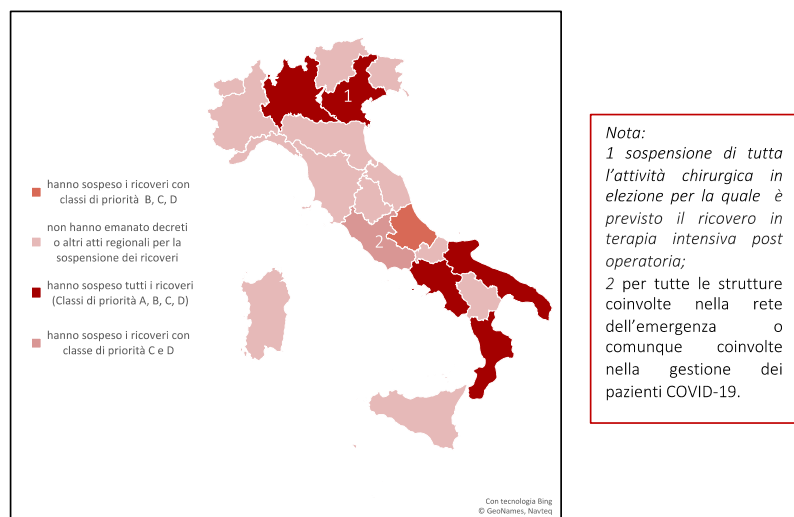 1
2
hanno sospeso i ricoveri con
classi di priorità B, C, D
non hanno emanato decreti
o altri atti regionali per la
sospensione dei ricoveri
hanno sospeso tutti i ricoveri
(Classi di priorità A, B, C, D)
hanno sospeso i ricoveri con
classe di priorità C e D
Con tecnologia Bing
© GeoNames, Navteq
Nota:
1 sospensione di tutta
l’attività chirurgica in
elezione per la quale è
previsto il ricovero in
terapia intensiva post
operatoria;
2 per tutte le strutture
coinvolte nella rete
dell’emergenza o
comunque coinvolte
nella gestione dei
pazienti COVID-19.